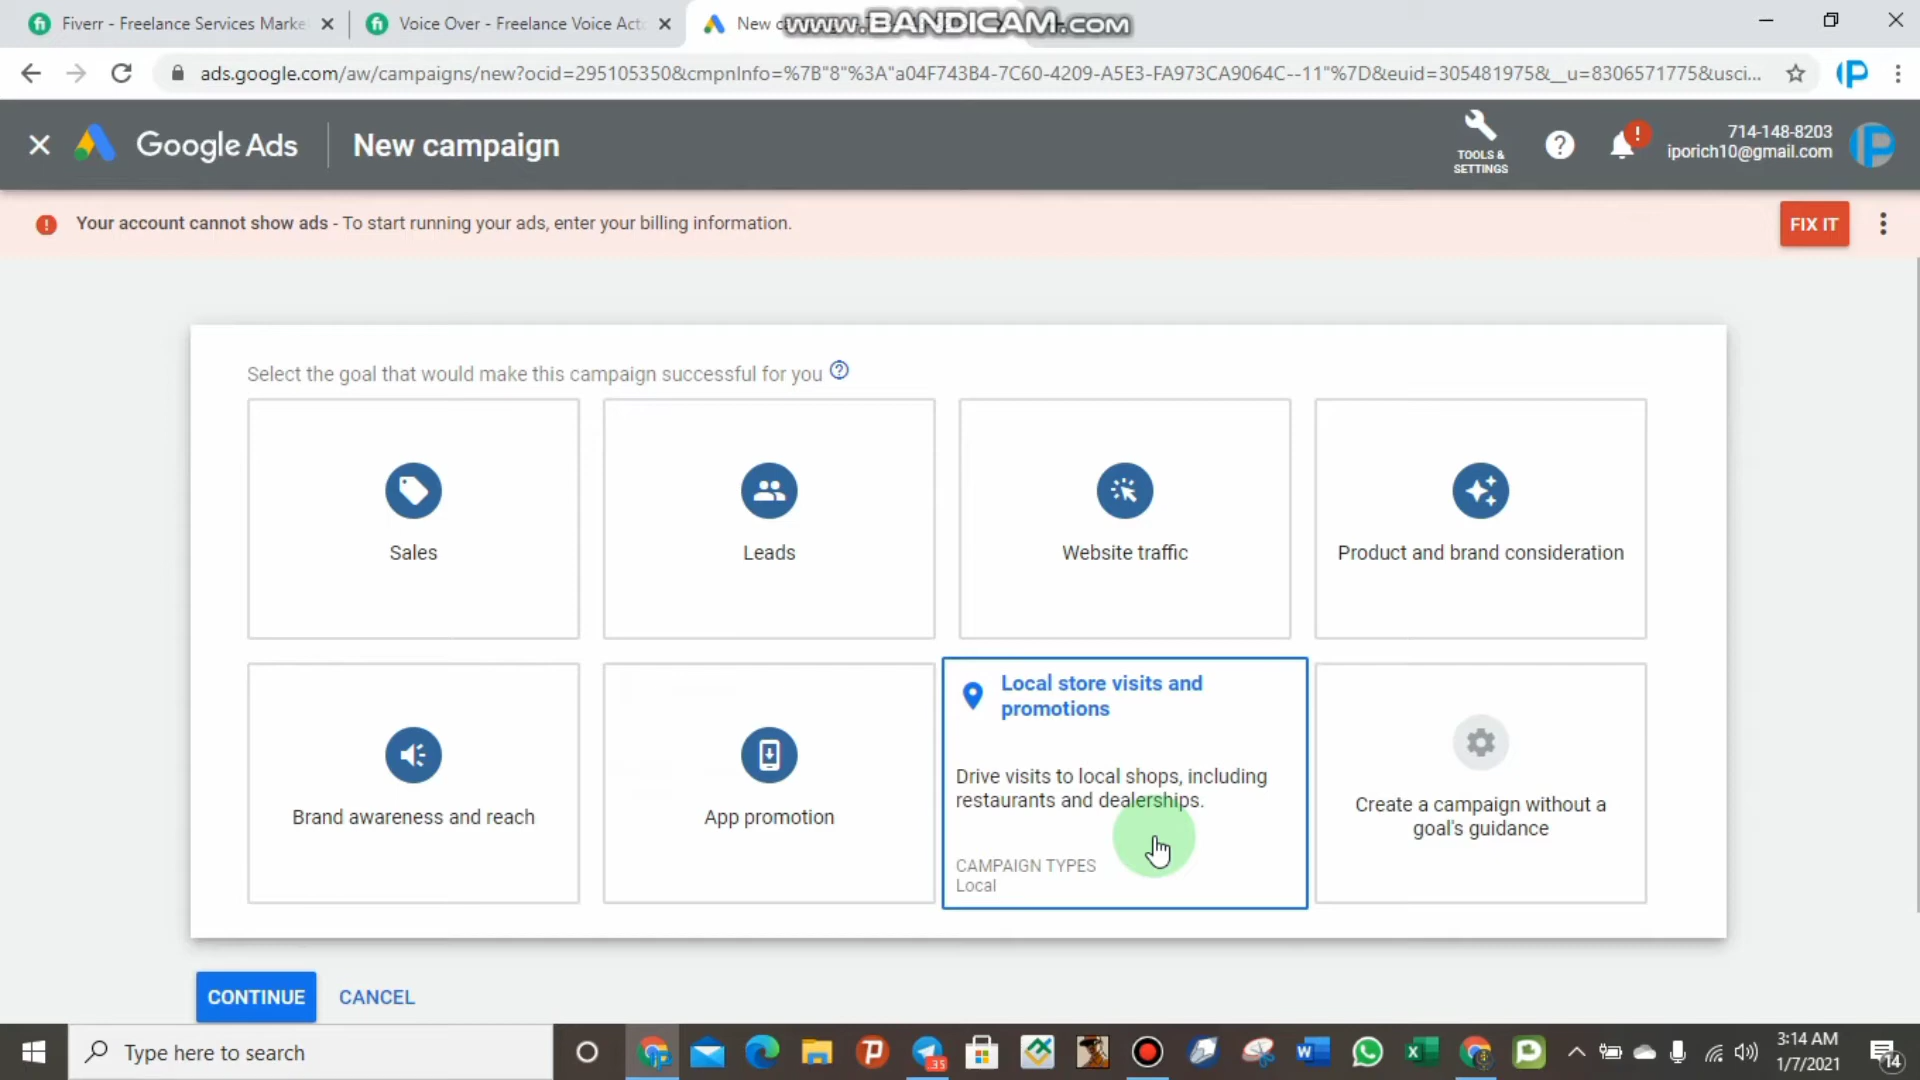 Fiverr - Freelance Services Marke
Voice Over - Freelance Voice Act
New c
www.BANDICAM.com
ads.google.com/aw/campaigns/new?ocid=295105350&cmpnInfo=%7B"8"%3A"a04F743B4-7C60-4209-A5E3-FA973CA9064C--11"%7D&euid=305481975&__u=8306571775&usci...
Google Ads
New campaign
TOOLS &
SETTINGS
714-148-8203
iporich10@gmail.com
Your account cannot show ads - To start running your ads, enter your billing information.
FIX IT
Select the goal that would make this campaign successful for you
Sales
Leads
Website traffic
Product and brand consideration
Brand awareness and reach
App promotion
Local store visits and
promotions
Drive visits to local shops, including
restaurants and dealerships.
CAMPAIGN TYPES
Local
Create a campaign without a
goal's guidance
CONTINUE
CANCEL
Type here to search
35
3:14 AM
1/7/2021
14